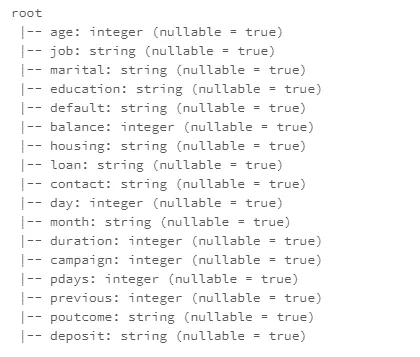 root
 |-- age: integer (nullable = true)
 |-- job: string (nullable = true)
 |-- marital: string (nullable = true)
 |-- education: string (nullable = true)
 |-- default: string (nullable = true)
 |-- balance: integer (nullable = true)
 |-- housing: string (nullable = true)
 |-- loan: string (nullable = true)
 |-- contact: string (nullable = true)
 |-- day: integer (nullable = true)
 |-- month: string (nullable = true)
 |-- duration: integer (nullable = true)
 |-- campaign: integer (nullable = true)
 |-- pdays: integer (nullable = true)
 |-- previous: integer (nullable = true)
 |-- poutcome: string (nullable = true)
 |-- deposit: string (nullable = true)